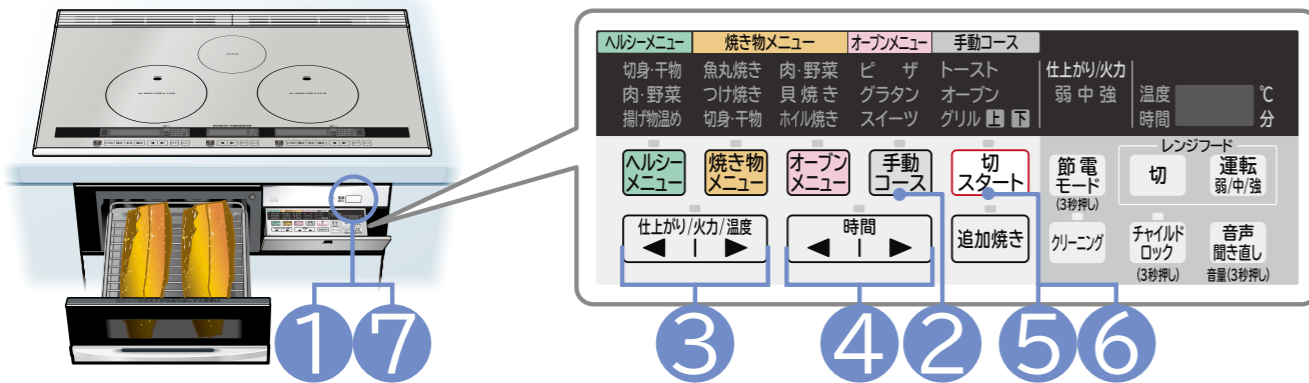 ヘルシーメニュー 焼き物メニュー オーブンメニュー 手動コース
切身・干物 魚丸焼き 肉・野菜 ピザ トースト
肉・野菜 つけ焼き 貝焼き グラタン オーブン
揚げ物温め 切身・干物 ホイル焼き スイーツ グリル 上 下
仕上がり/火力
弱 中 強
温度 ℃
時間 分
ヘルシー
メニュー
焼き物
メニュー
オーブン
メニュー
手動
コース
切
スタート
節電
モード
(3秒押し)
レンジフード
切
運転
弱/中/強
仕上がり/火力/温度
◀ | ▶
時間
◀ | ▶
追加焼き
クリーニング
チャイルド
ロック
(3秒押し)
音声
聞き直し
音量(3秒押し)
1 7 3 4 2 5 6